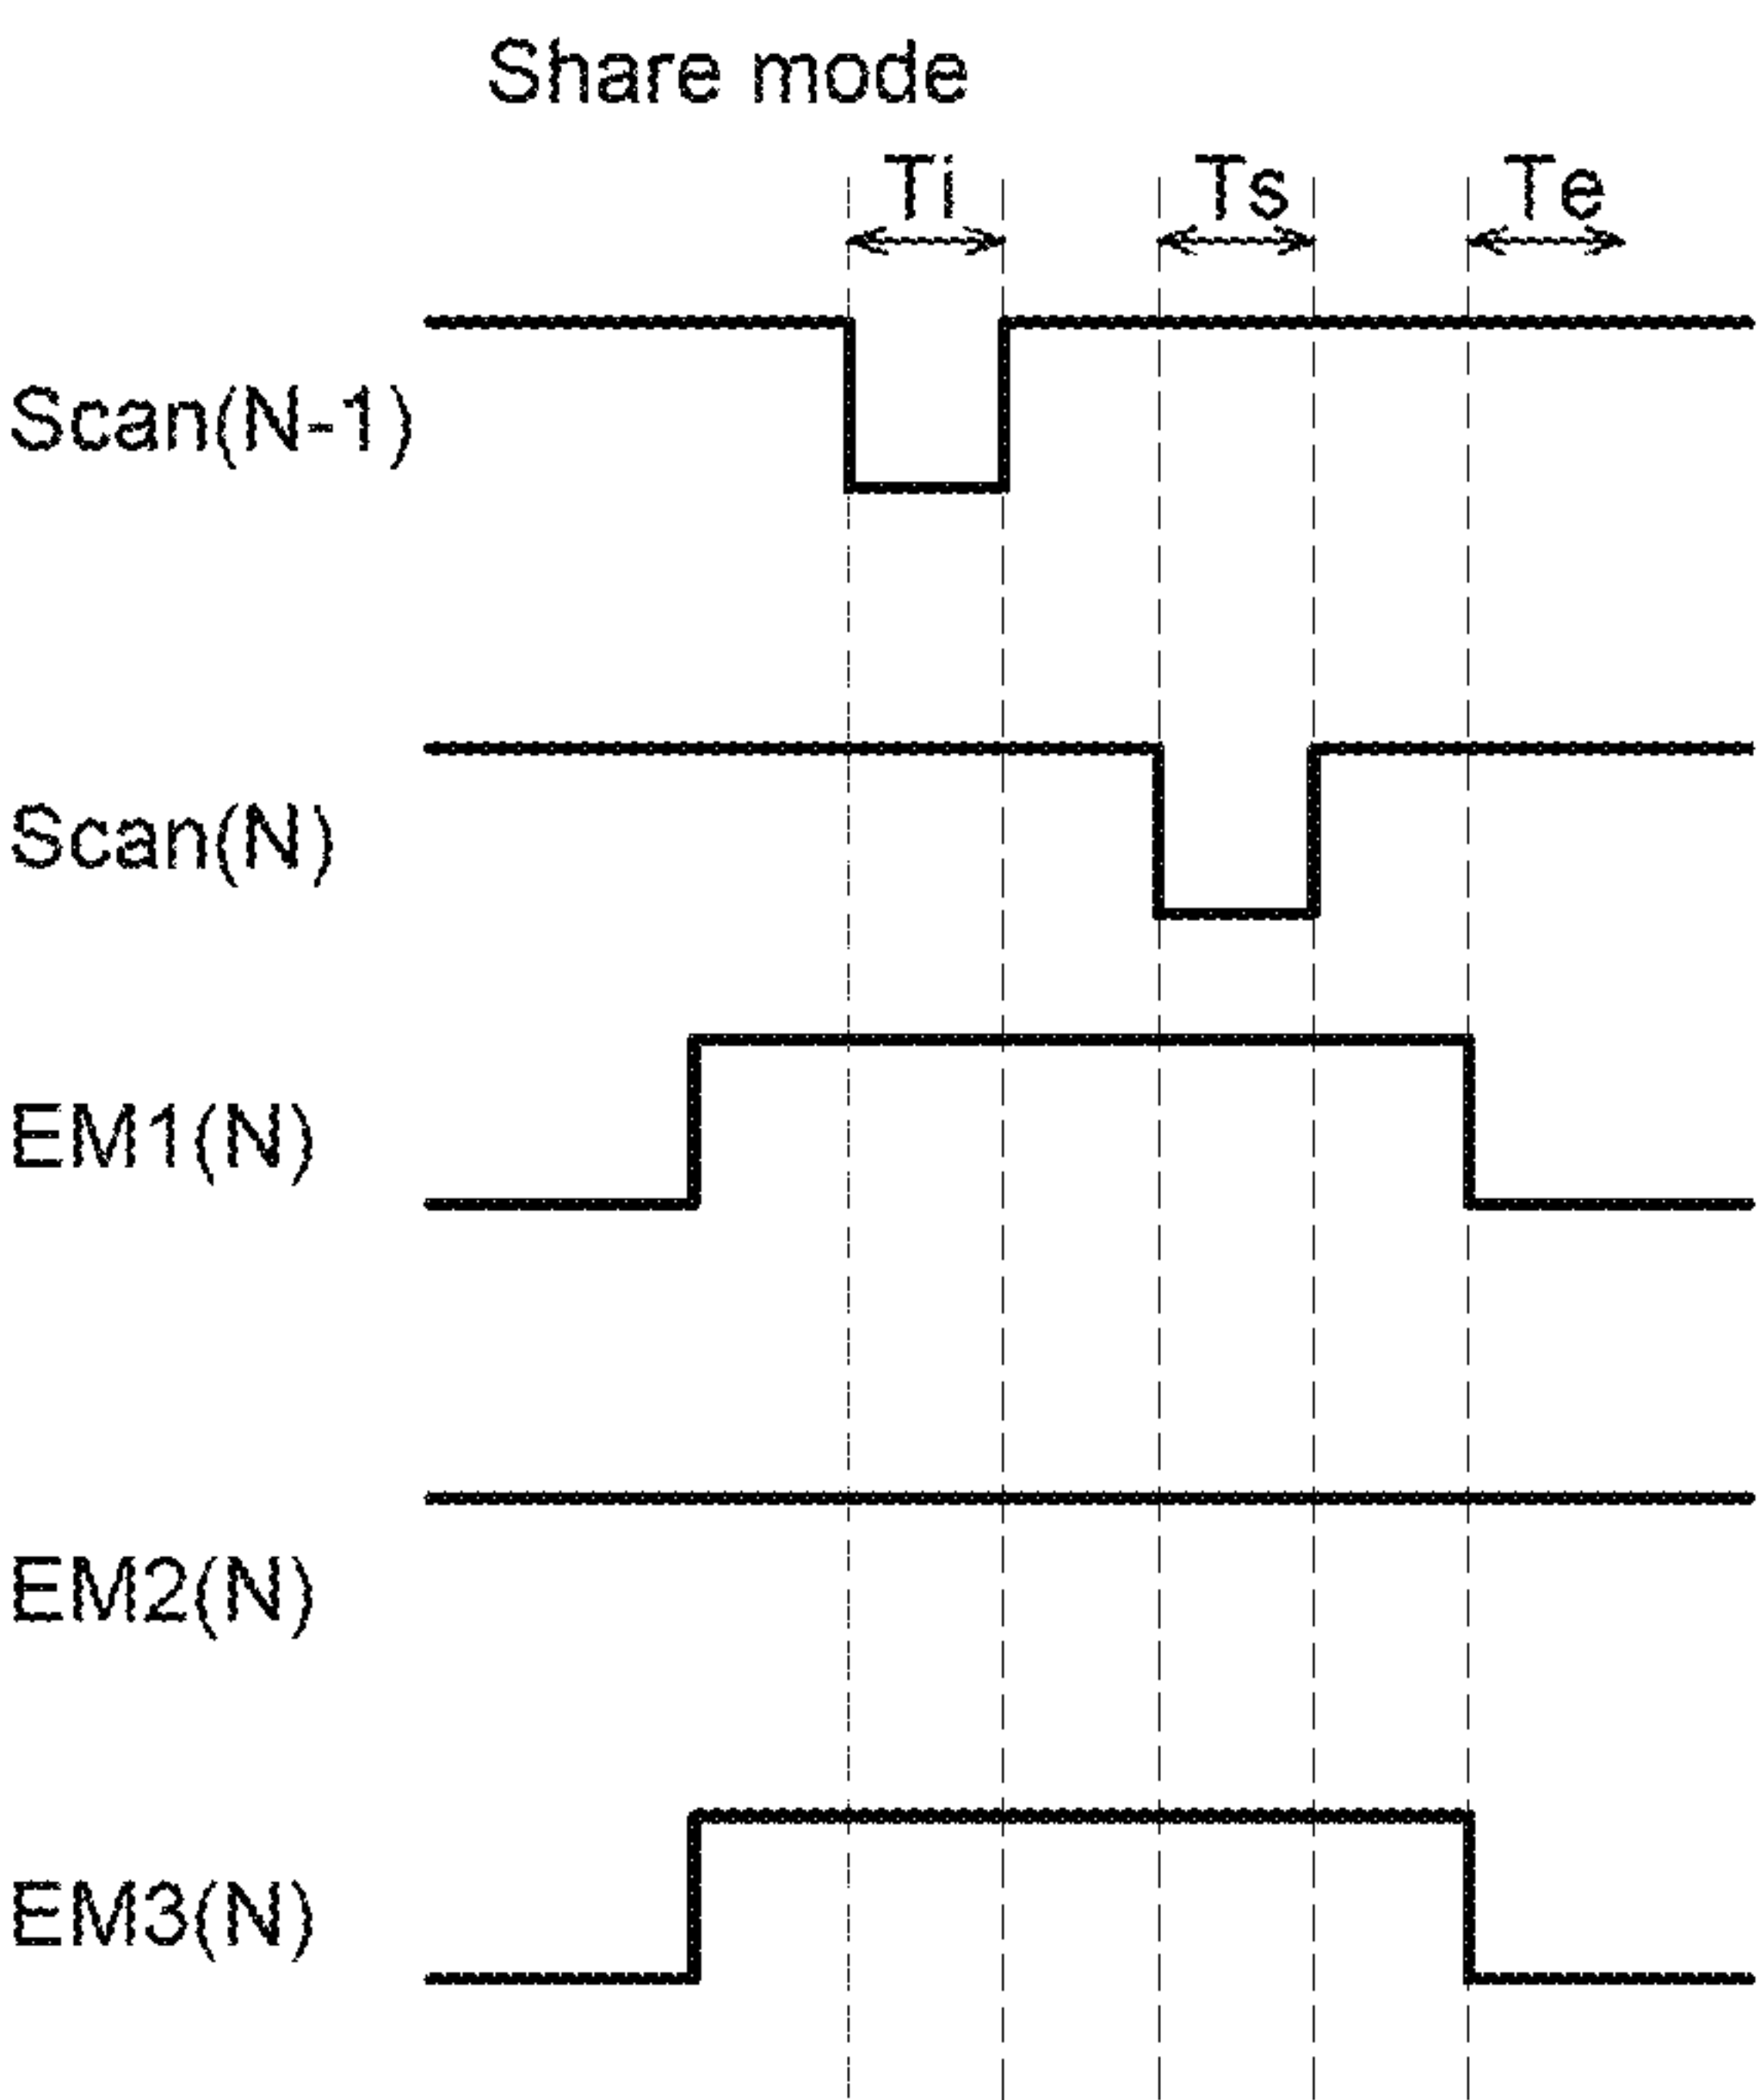 Share mode
Ti Ts Te
Scan(N-1)
Scan(N)
EM1(N)
EM2(N)
EM3(N)